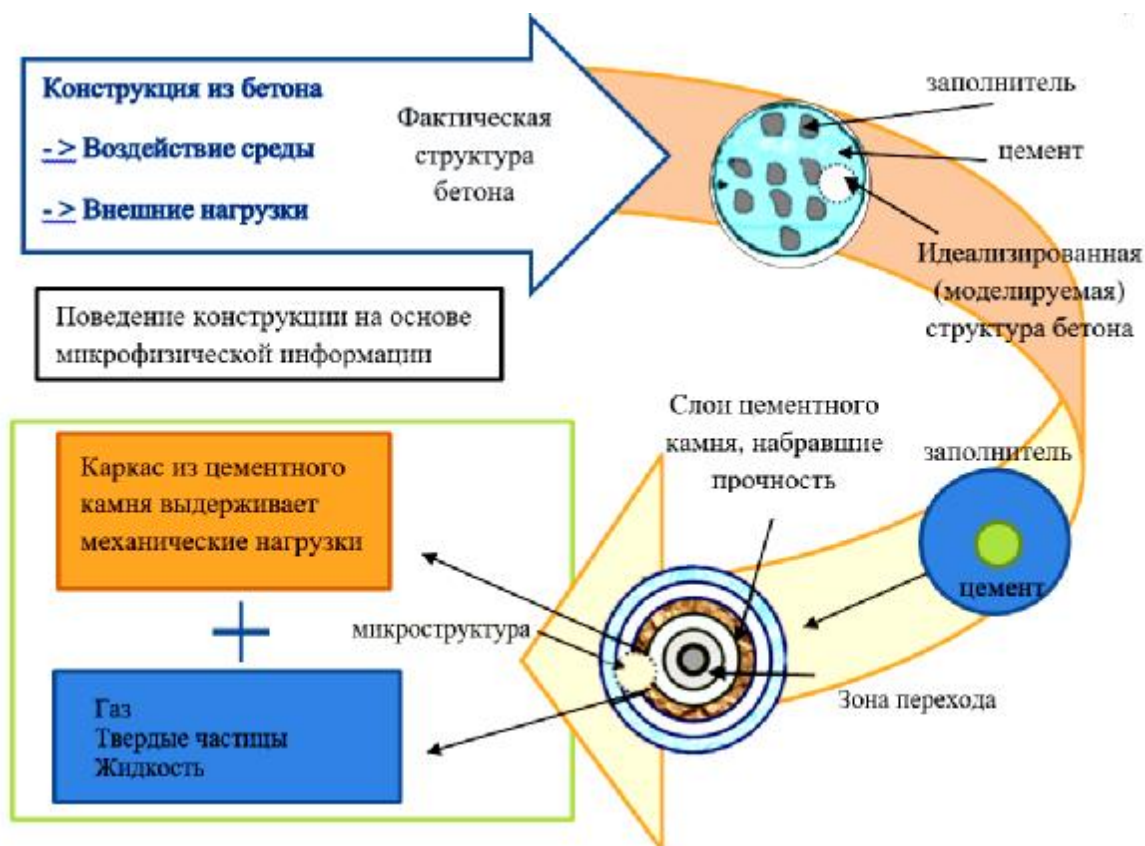 Конструкция из бетона
- > Воздействие среды
- > Внешние нагрузки
Фактическая
структура
бетона
заполнитель
цемент
Идеализированная
(моделируемая)
структура бетона
Поведение конструкции на основе
микрофизической информации
Слои цементного
камня, набравшие
прочность
заполнитель
цемент
Каркас из цементного
камня выдерживает
механические нагрузки
микроструктура
Зона перехода
Газ
Твердые частицы
Жидкость